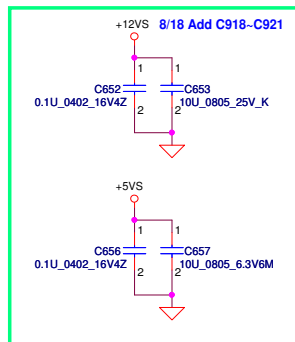 +12VS 8/18 Add C918~C921
1 1
C652 C653
0.1U_0402_16V4Z 10U_0805_25V_K
2 2
+5VS
1 1
C656 C657
0.1U_0402_16V4Z 10U_0805_6.3V6M
2 2